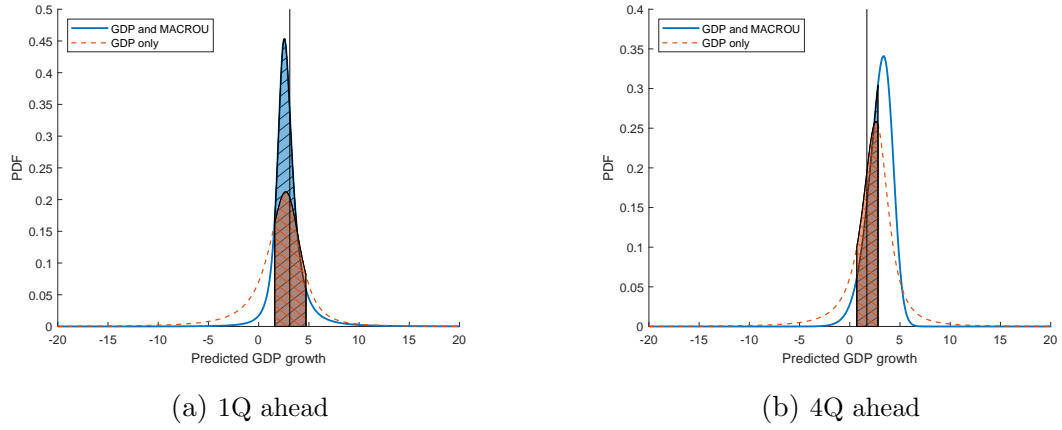 GDP and MACROU
GDP only
0.5
0.45
0.4
0.35
0.3
0.25
0.2
0.15
0.1
0.05
0
PDF
-20 -15 -10 -5 0 5 10 15 20
Predicted GDP growth
(a) 1Q ahead
GDP and MACROU
GDP only
0.4
0.35
0.3
0.25
0.2
0.15
0.1
0.05
0
PDF
-20 -15 -10 -5 0 5 10 15 20
Predicted GDP growth
(b) 4Q ahead